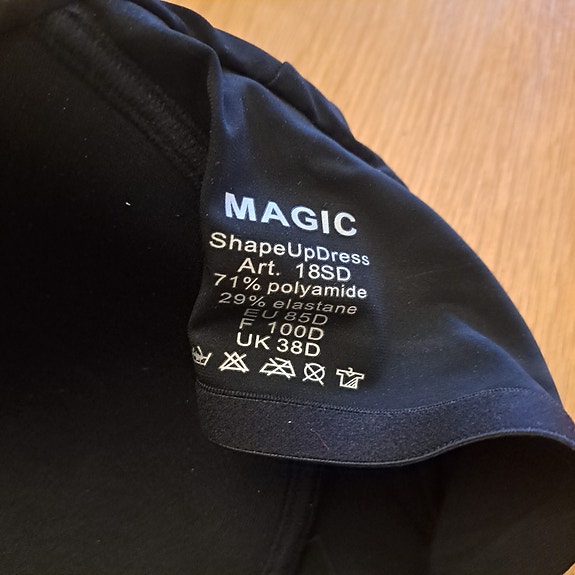 MAGIC
ShapeUpDress
Art. 18SD
71% polyamide
29% elastane
EU 85D
F 100D
UK 38D